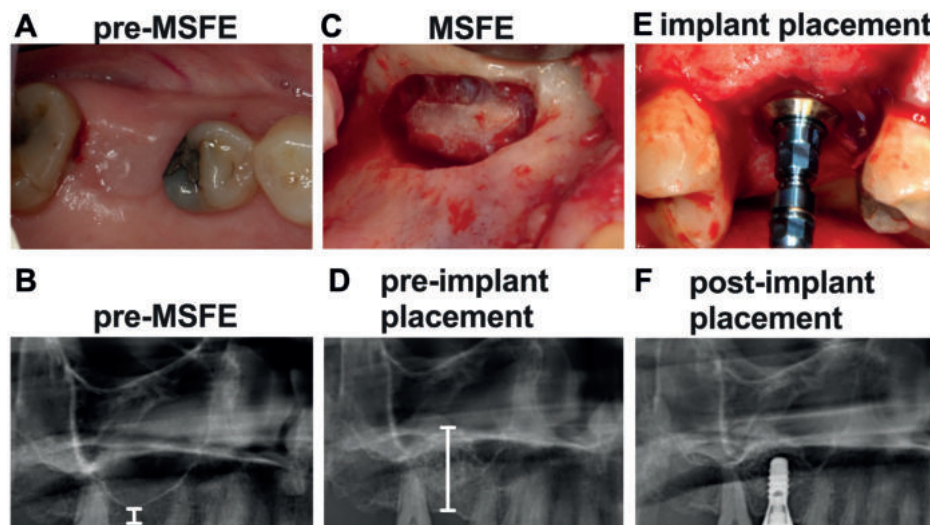 A pre-MSFE
C MSFE
E implant placement
B pre-MSFE
D pre-implant
placement
F post-implant
placement